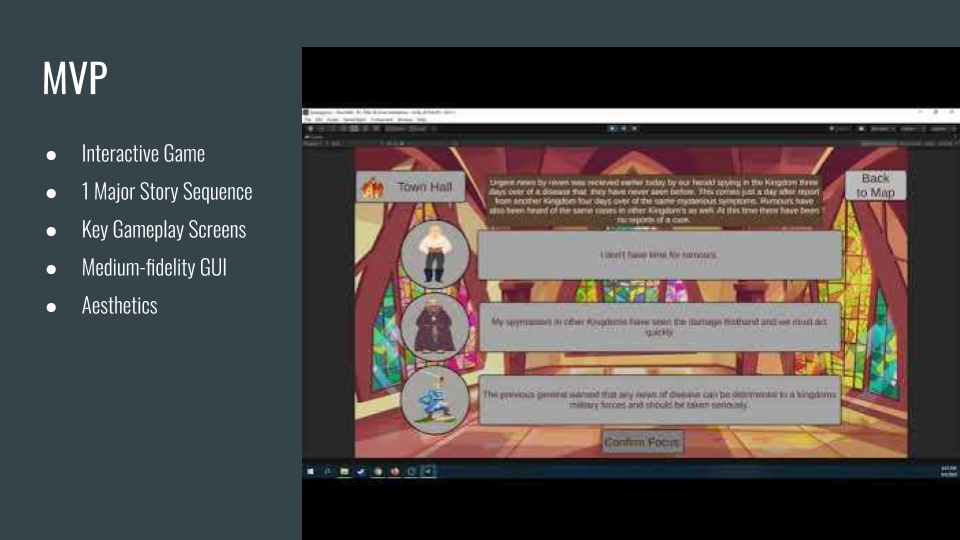 MVP
● Interactive Game
● 1 Major Story Sequence
● Key Gameplay Screens
● Medium-fidelity GUI
● Aesthetics
Town Hall
Urgent news by reven was recieved earlier today by our herald spying in the Kingdom three
days over of a disease that they have never seen before. This comes just a day after report
from another Kingdom four days over of the same mysterious symptoms. Rumours have
also been heard of the same cases in other Kingdom's as well. At this time there have been
no reports of a cure.
Back
to Map
I don't have time for rumours.
My spymasters in other Kingdoms have seen the damage firsthand and we must act
quickly.
The previous general warned that any news of disease can be detrimental to a kingdoms
military forces and should be taken seriously.
Confirm Focus